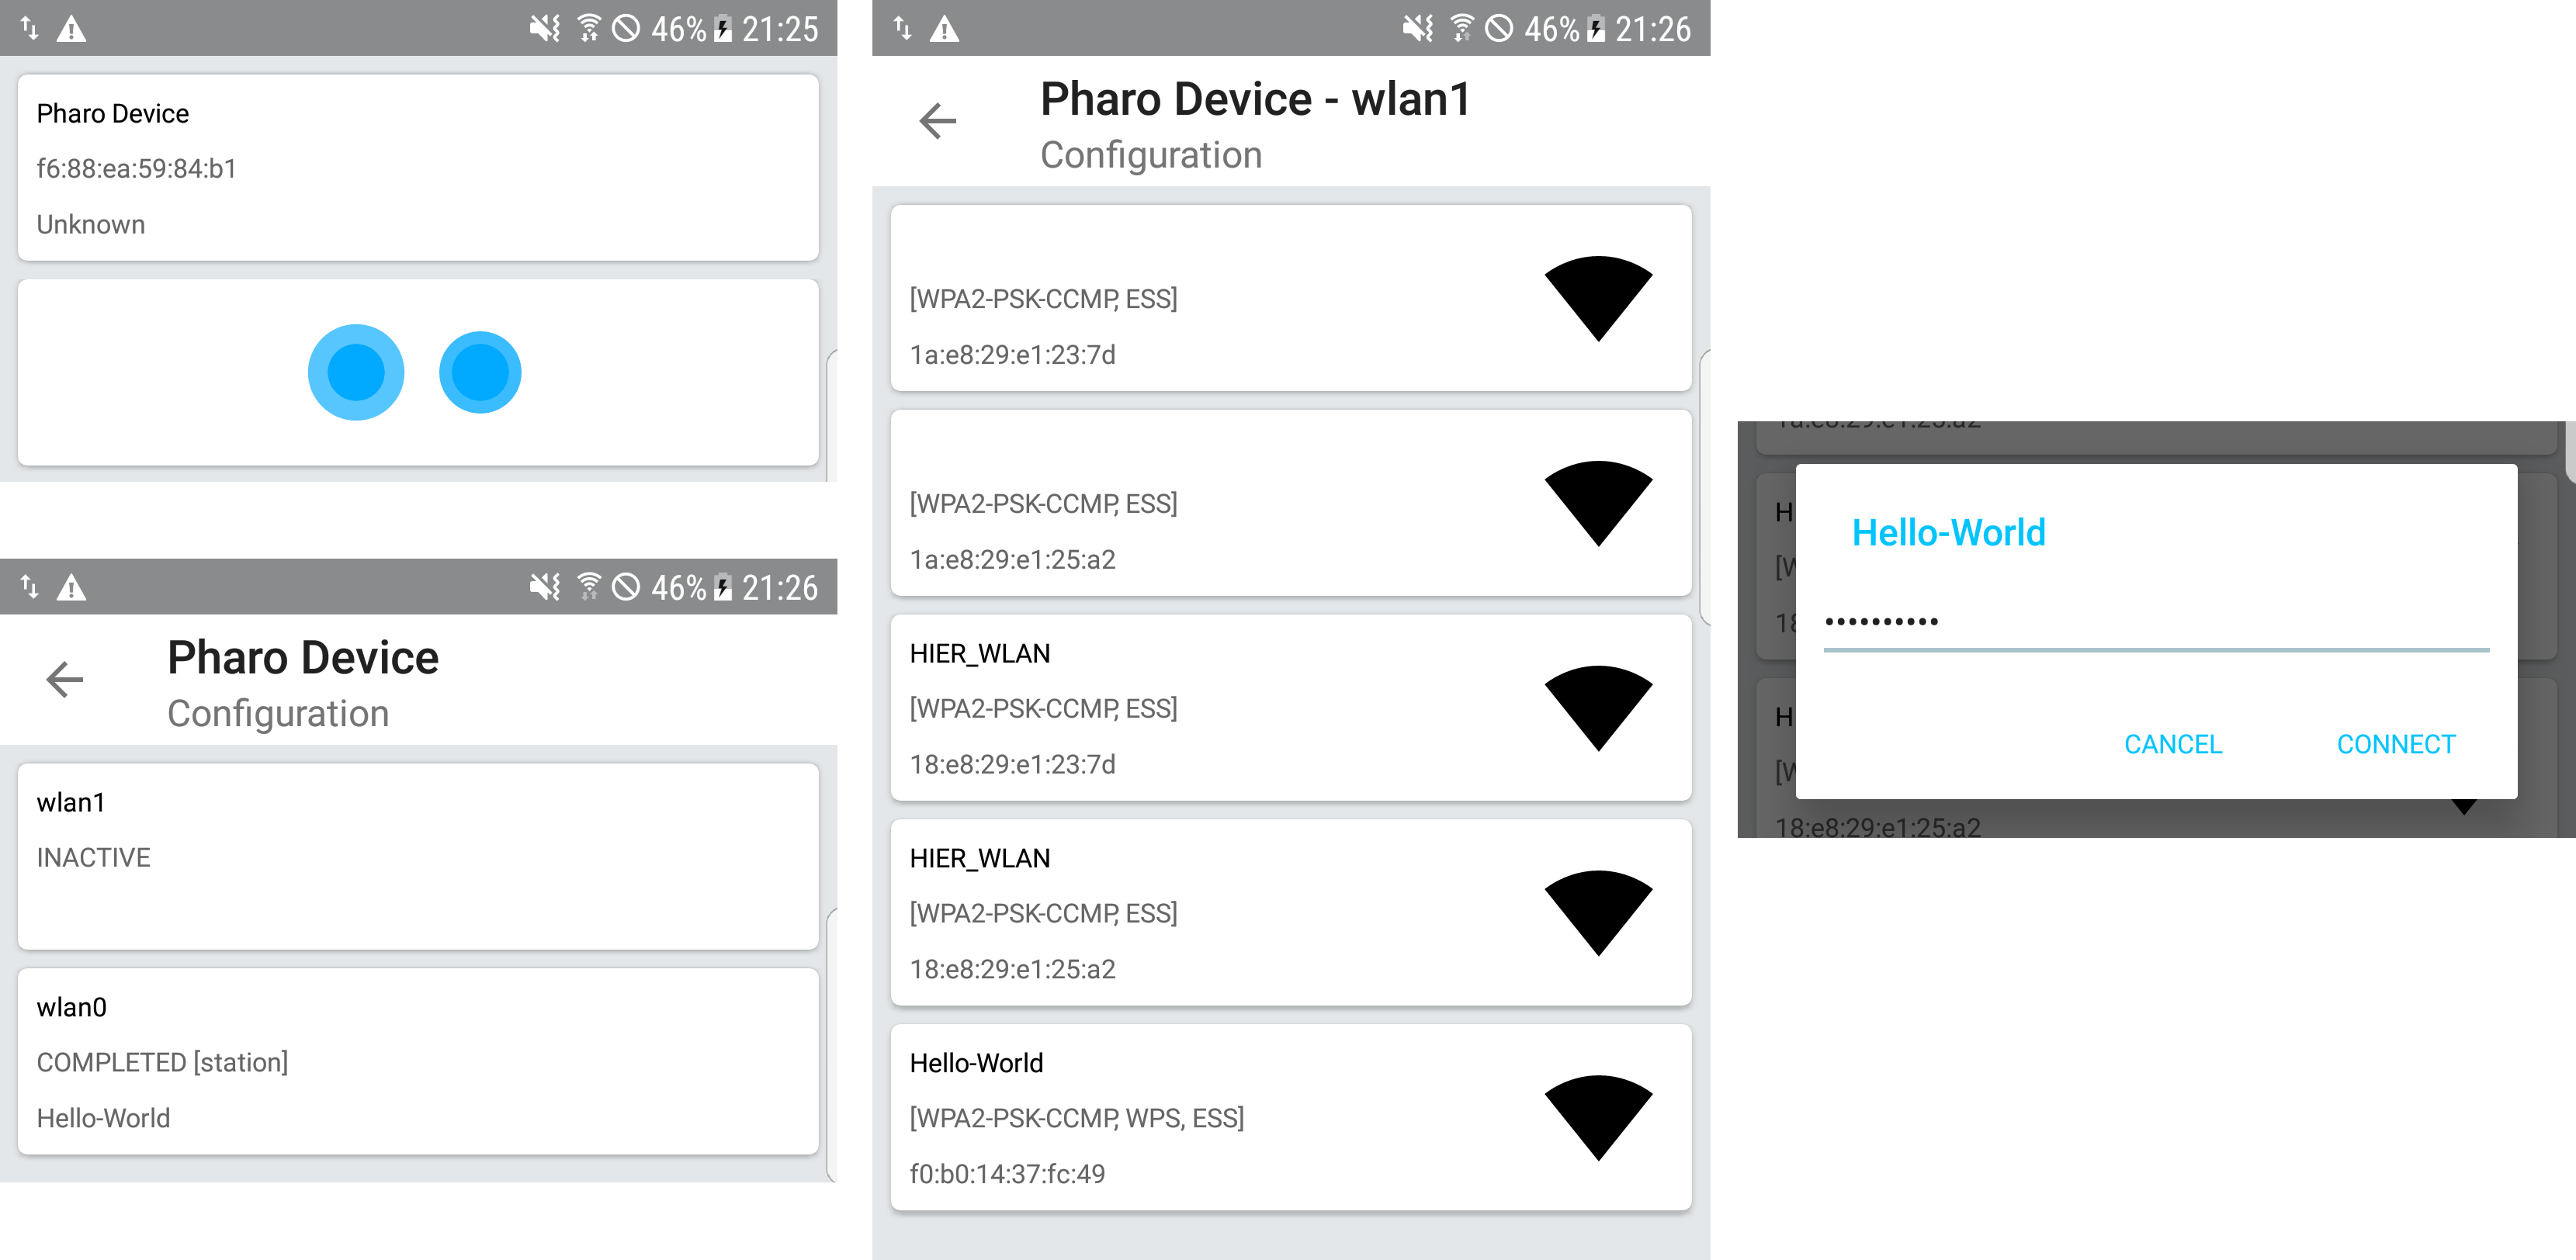 46% 21:25
Pharo Device
f6:88:ea:59:84:b1
Unknown
46% 21:26
Pharo Device
Configuration
wlan1
INACTIVE
wlan0
COMPLETED [station]
Hello-World
46% 21:26
Pharo Device - wlan1
Configuration
[WPA2-PSK-CCMP, ESS]
1a:e8:29:e1:23:7d
[WPA2-PSK-CCMP, ESS]
1a:e8:29:e1:25:a2
HIER_WLAN
[WPA2-PSK-CCMP, ESS]
18:e8:29:e1:23:7d
HIER_WLAN
[WPA2-PSK-CCMP, ESS]
18:e8:29:e1:25:a2
Hello-World
[WPA2-PSK-CCMP, WPS, ESS]
f0:b0:14:37:fc:49
Hello-World
••••••••••
CANCEL CONNECT
18:e8:29:e1:25:a2